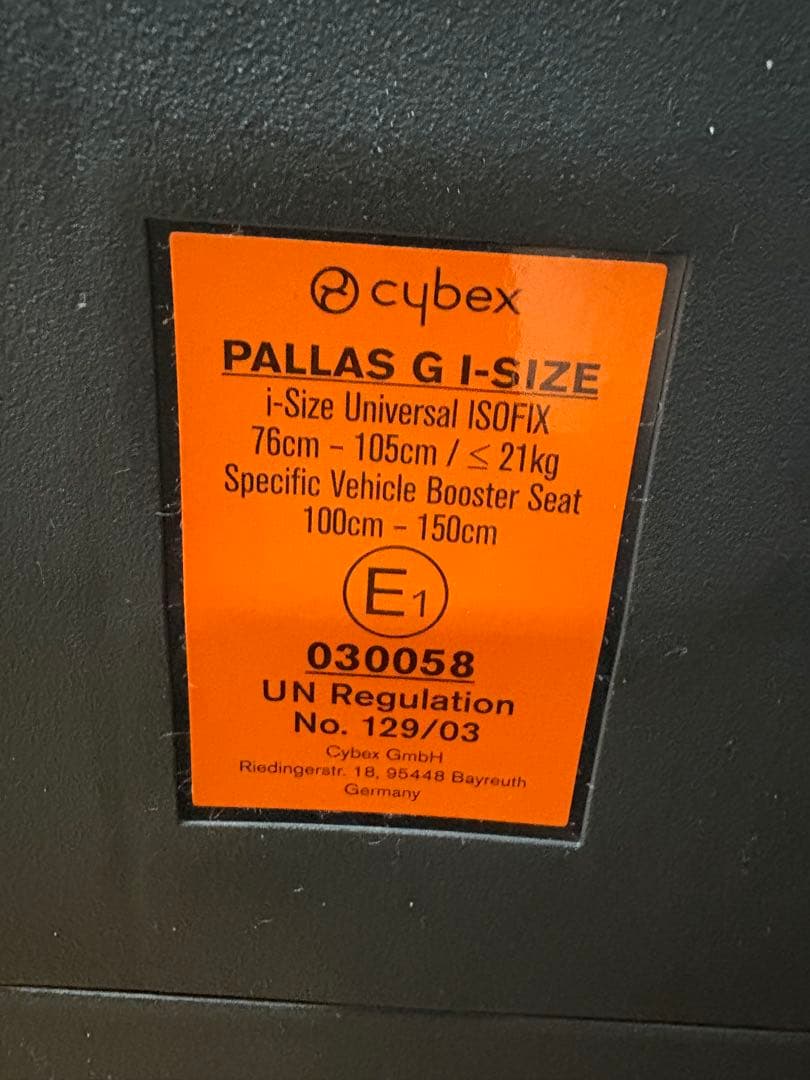 cybex
PALLAS G I-SIZE
i-Size Universal ISOFIX
76cm – 105cm / ≤ 21kg
Specific Vehicle Booster Seat
100cm – 150cm
E1
030058
UN Regulation
No. 129/03
Cybex GmbH
Riedingerstr. 18, 95448 Bayreuth
Germany